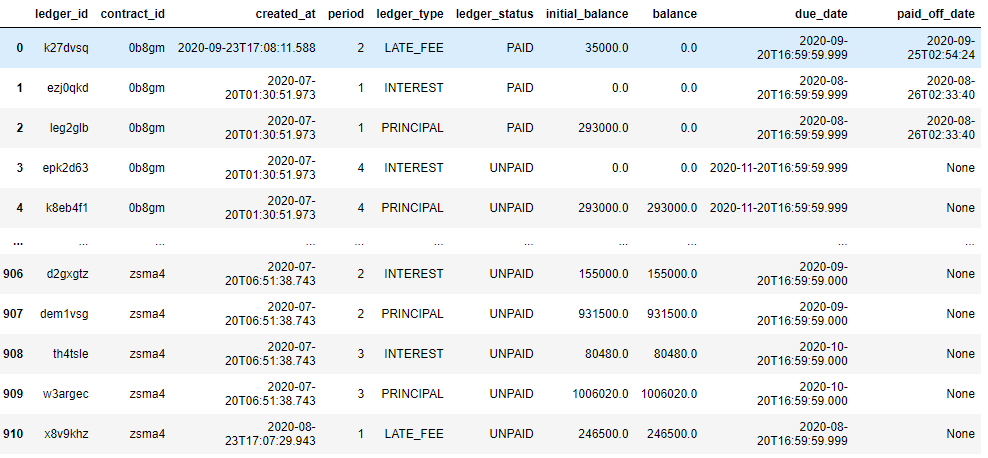 ledger_id contract_id created_at period ledger_type ledger_status initial_balance balance due_date paid_off_date
0 k27dvsq 0b8gm 2020-09-23T17:08:11.588 2 LATE_FEE PAID 35000.0 0.0 2020-09-20T16:59:59.999 2020-09-25T02:54:24
1 ezj0qkd 0b8gm 2020-07-20T01:30:51.973 1 INTEREST PAID 0.0 0.0 2020-08-20T16:59:59.999 2020-08-26T02:33:40
2 leg2glb 0b8gm 2020-07-20T01:30:51.973 1 PRINCIPAL PAID 293000.0 0.0 2020-08-20T16:59:59.999 2020-08-26T02:33:40
3 epk2d63 0b8gm 2020-07-20T01:30:51.973 4 INTEREST UNPAID 0.0 0.0 2020-11-20T16:59:59.999 None
4 k8eb4f1 0b8gm 2020-07-20T01:30:51.973 4 PRINCIPAL UNPAID 293000.0 293000.0 2020-11-20T16:59:59.999 None
... ... ... ... ... ... ... ... ... ... ...
906 d2gxgtz zsma4 2020-07-20T06:51:38.743 2 INTEREST UNPAID 155000.0 155000.0 2020-09-20T16:59:59.000 None
907 dem1vsg zsma4 2020-07-20T06:51:38.743 2 PRINCIPAL UNPAID 931500.0 931500.0 2020-09-20T16:59:59.000 None
908 th4tsle zsma4 2020-07-20T06:51:38.743 3 INTEREST UNPAID 80480.0 80480.0 2020-10-20T16:59:59.000 None
909 w3argec zsma4 2020-07-20T06:51:38.743 3 PRINCIPAL UNPAID 1006020.0 1006020.0 2020-10-20T16:59:59.000 None
910 x8v9khz zsma4 2020-08-23T17:07:29.943 1 LATE_FEE UNPAID 246500.0 246500.0 2020-08-20T16:59:59.999 None